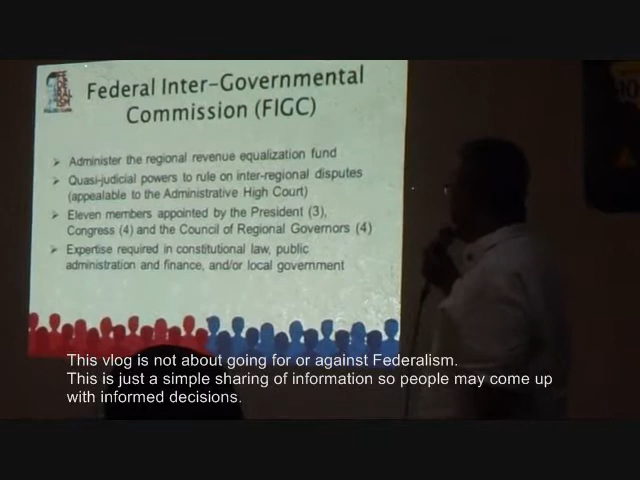 Federal Inter-Governmental
Commission (FIGC)
Administer the regional revenue equalization fund
Quasi-judicial powers to rule on inter-regional disputes
(appealable to the Administrative High Court)
Eleven members appointed by the President (3),
Congress (4) and the Council of Regional Governors (4)
Expertise required in constitutional law, public
administration and finance, and/or local government
This vlog is not about going for or against Federalism.
This is just a simple sharing of information so people may come up
with informed decisions.